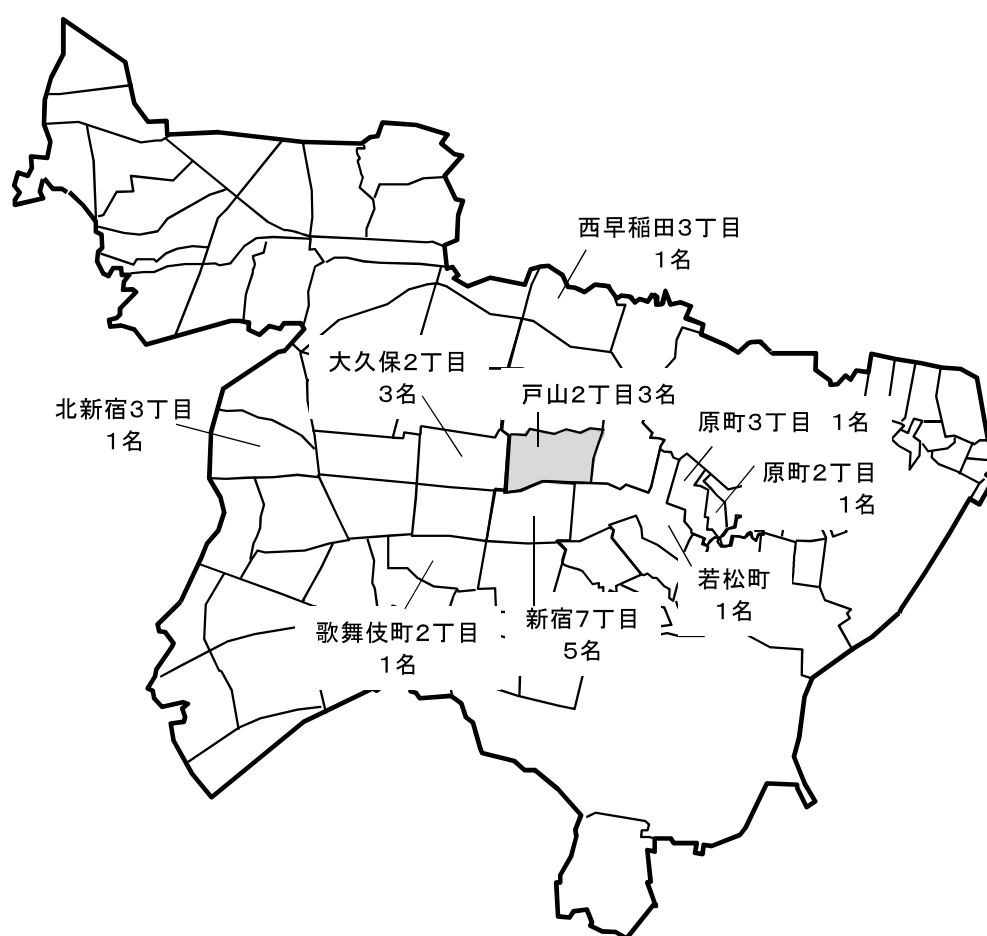 西早稲田3丁目
1名
大久保2丁目
3名
戸山2丁目3名
北新宿3丁目
1名
原町3丁目 1名
原町2丁目
1名
若松町
1名
新宿7丁目
5名
歌舞伎町2丁目
1名